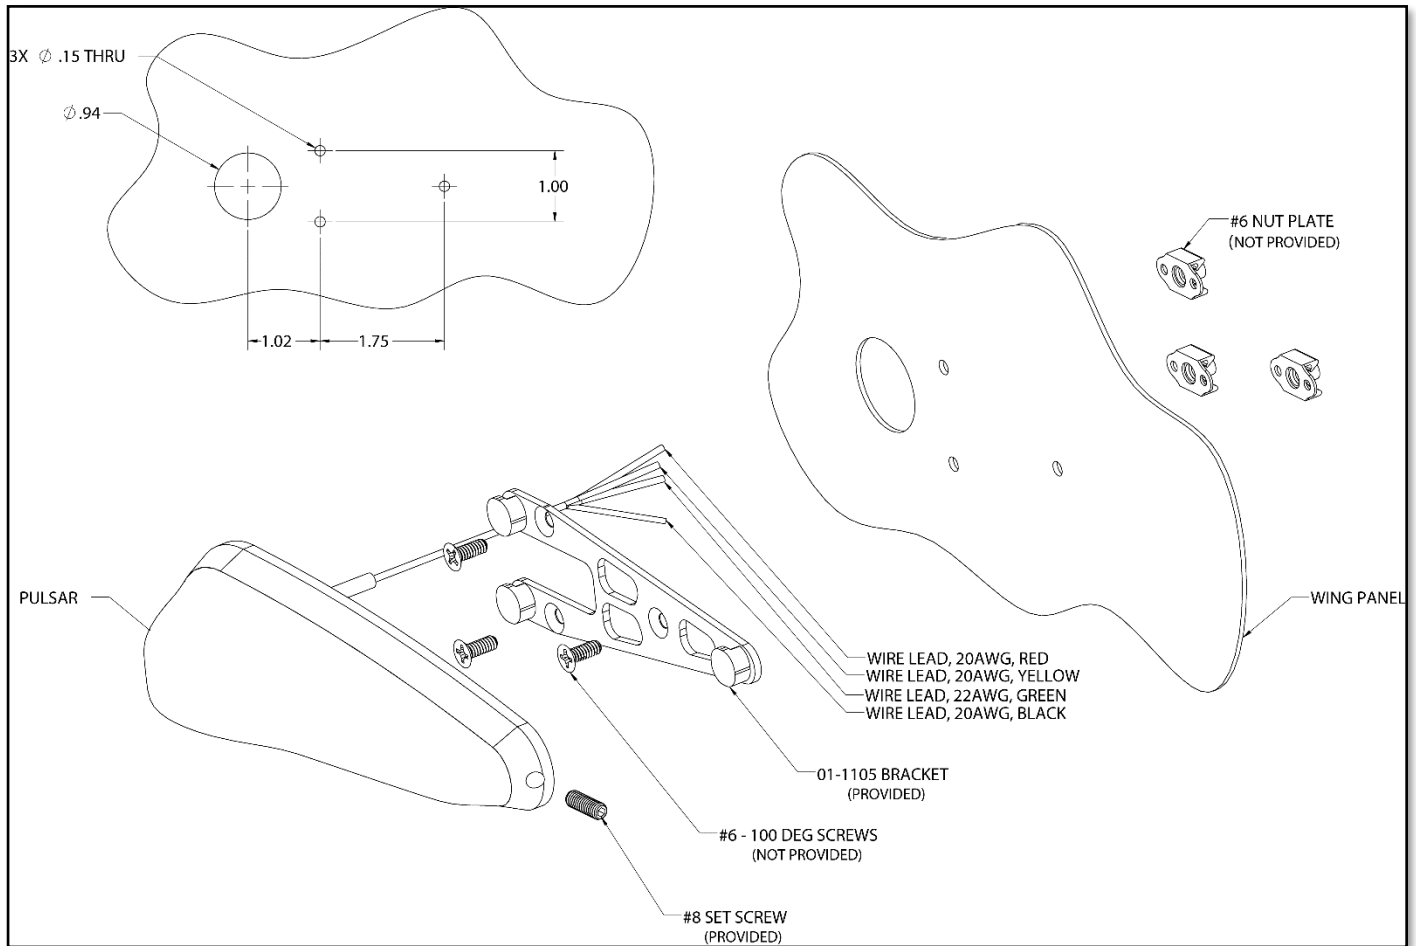 3X ∅ .15 THRU
∅.94
1.00
1.02
1.75
#6 NUT PLATE
(NOT PROVIDED)
PULSAR
WING PANEL
WIRE LEAD, 20AWG, RED
WIRE LEAD, 20AWG, YELLOW
WIRE LEAD, 22AWG, GREEN
WIRE LEAD, 20AWG, BLACK
01-1105 BRACKET
(PROVIDED)
#6 - 100 DEG SCREWS
(NOT PROVIDED)
#8 SET SCREW
(PROVIDED)